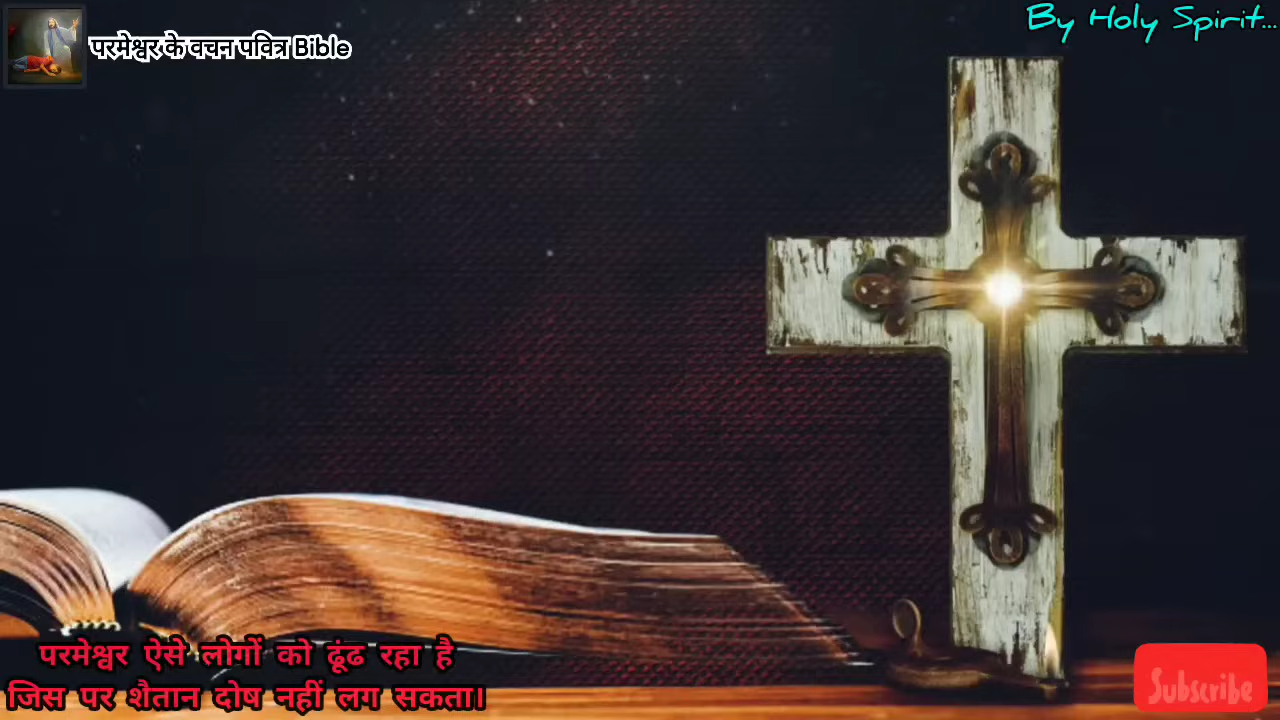 परमेश्वर के वचन पवित्र Bible
By Holy Spirit...
परमेश्वर ऐसे लोगों को ढूंढ रहा है
जिस पर शैतान दोष नहीं लग सकता।
Subscribe